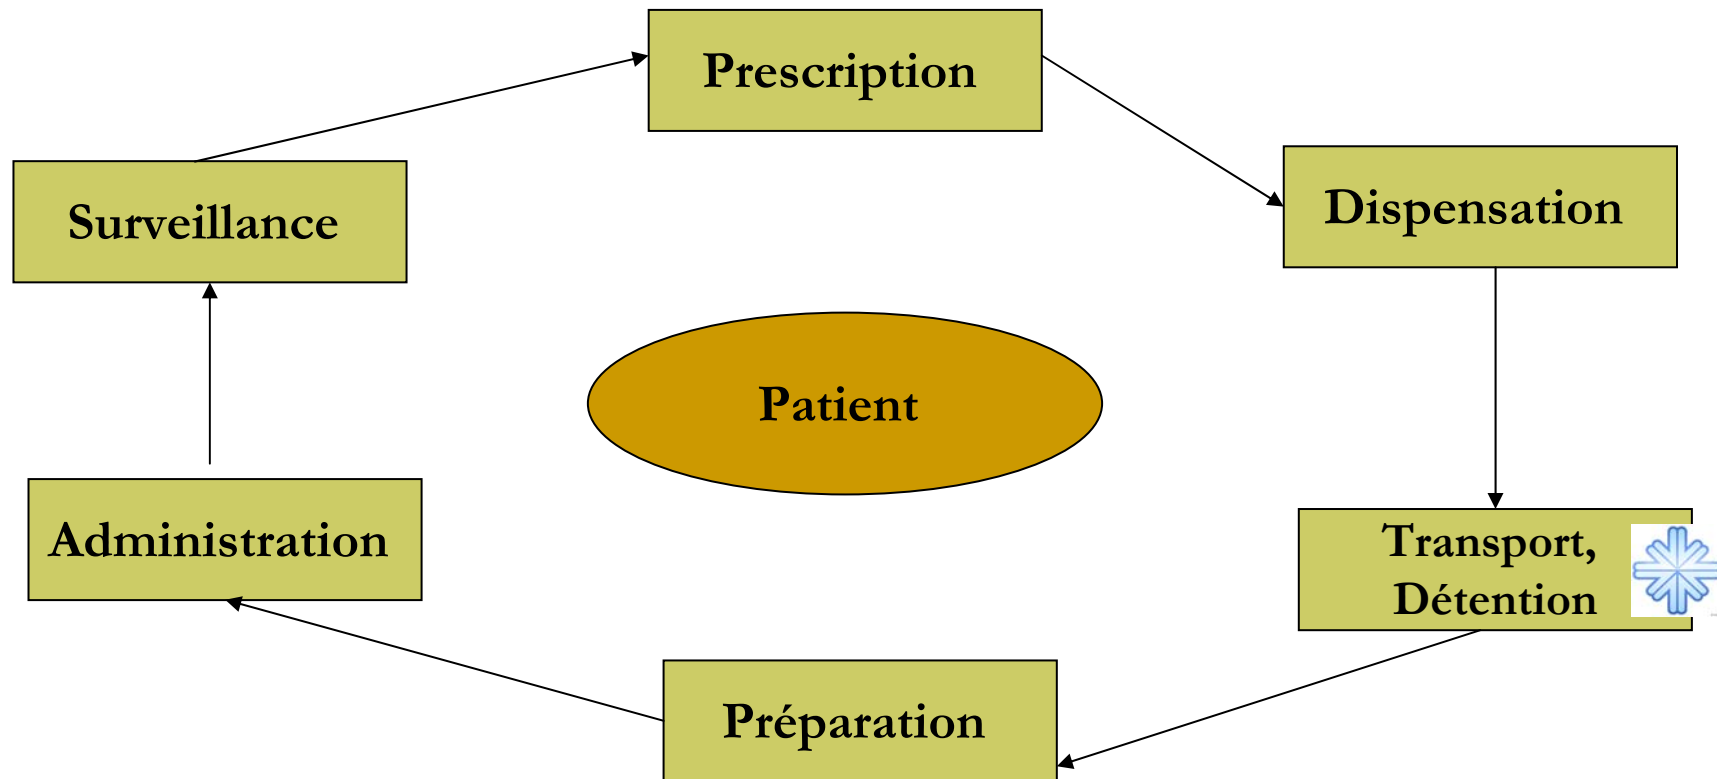 Prescription
Dispensation
Surveillance
Patient
Administration
Transport,
Détention
Préparation